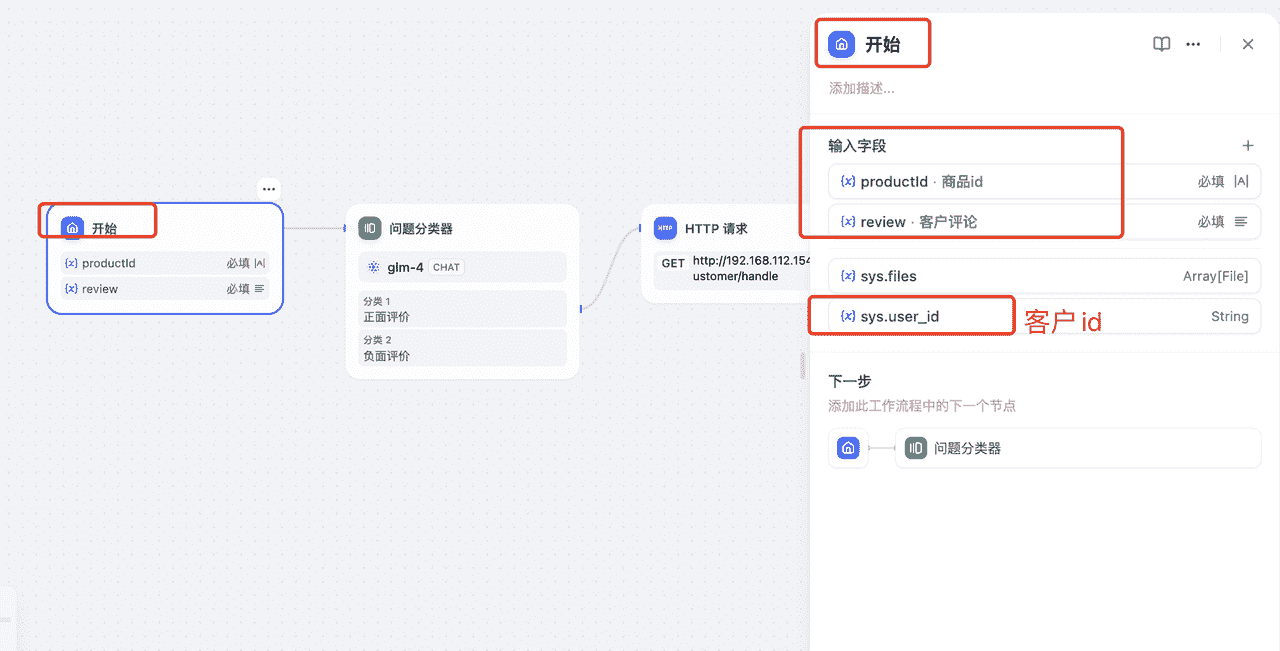 开始
{x} productId 必填 |A|
{x} review 必填
问题分类器
glm-4 CHAT
分类 1
正面评价
分类 2
负面评价
HTTP HTTP 请求
GET http://192.168.112.154
ustomer/handle
开始
添加描述...
输入字段
{x} productId · 商品id 必填 |A|
{x} review · 客户评论 必填
{x} sys.files Array[File]
{x} sys.user_id 客户 id String
下一步
添加此工作流程中的下一个节点
问题分类器